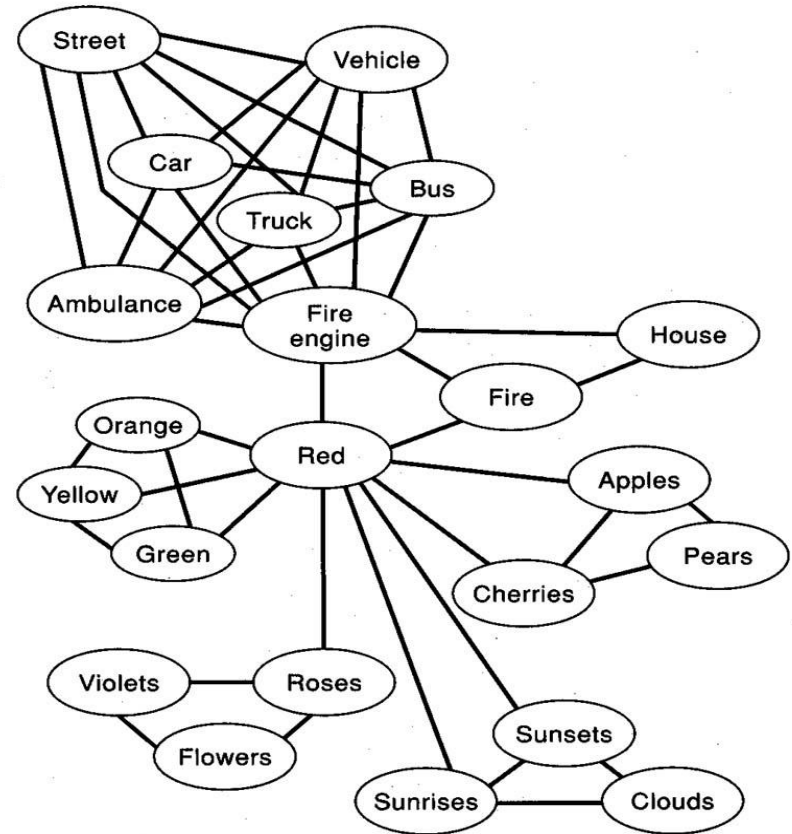 Street
Vehicle
Car
Bus
Truck
Ambulance
Fire
engine
House
Fire
Orange
Red
Yellow
Apples
Green
Pears
Cherries
Violets
Roses
Flowers
Sunsets
Sunrises
Clouds